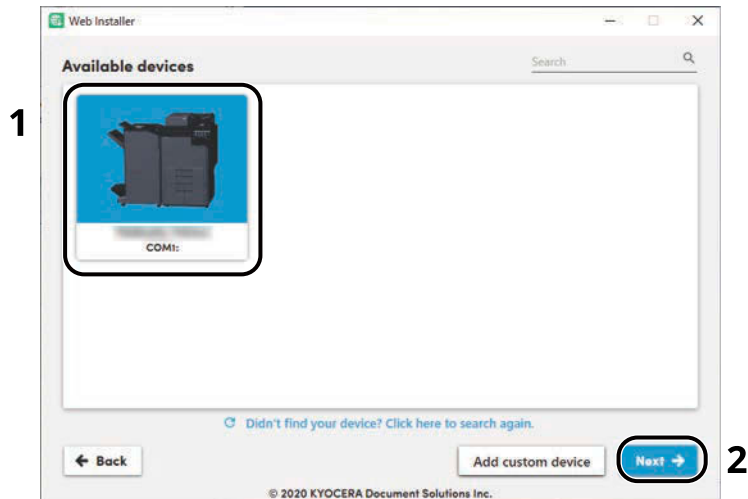 Web Installer
Available devices
Search
1
COM1:
Didn't find your device? Click here to search again.
Back
Add custom device
Next
2
© 2020 KYOCERA Document Solutions Inc.